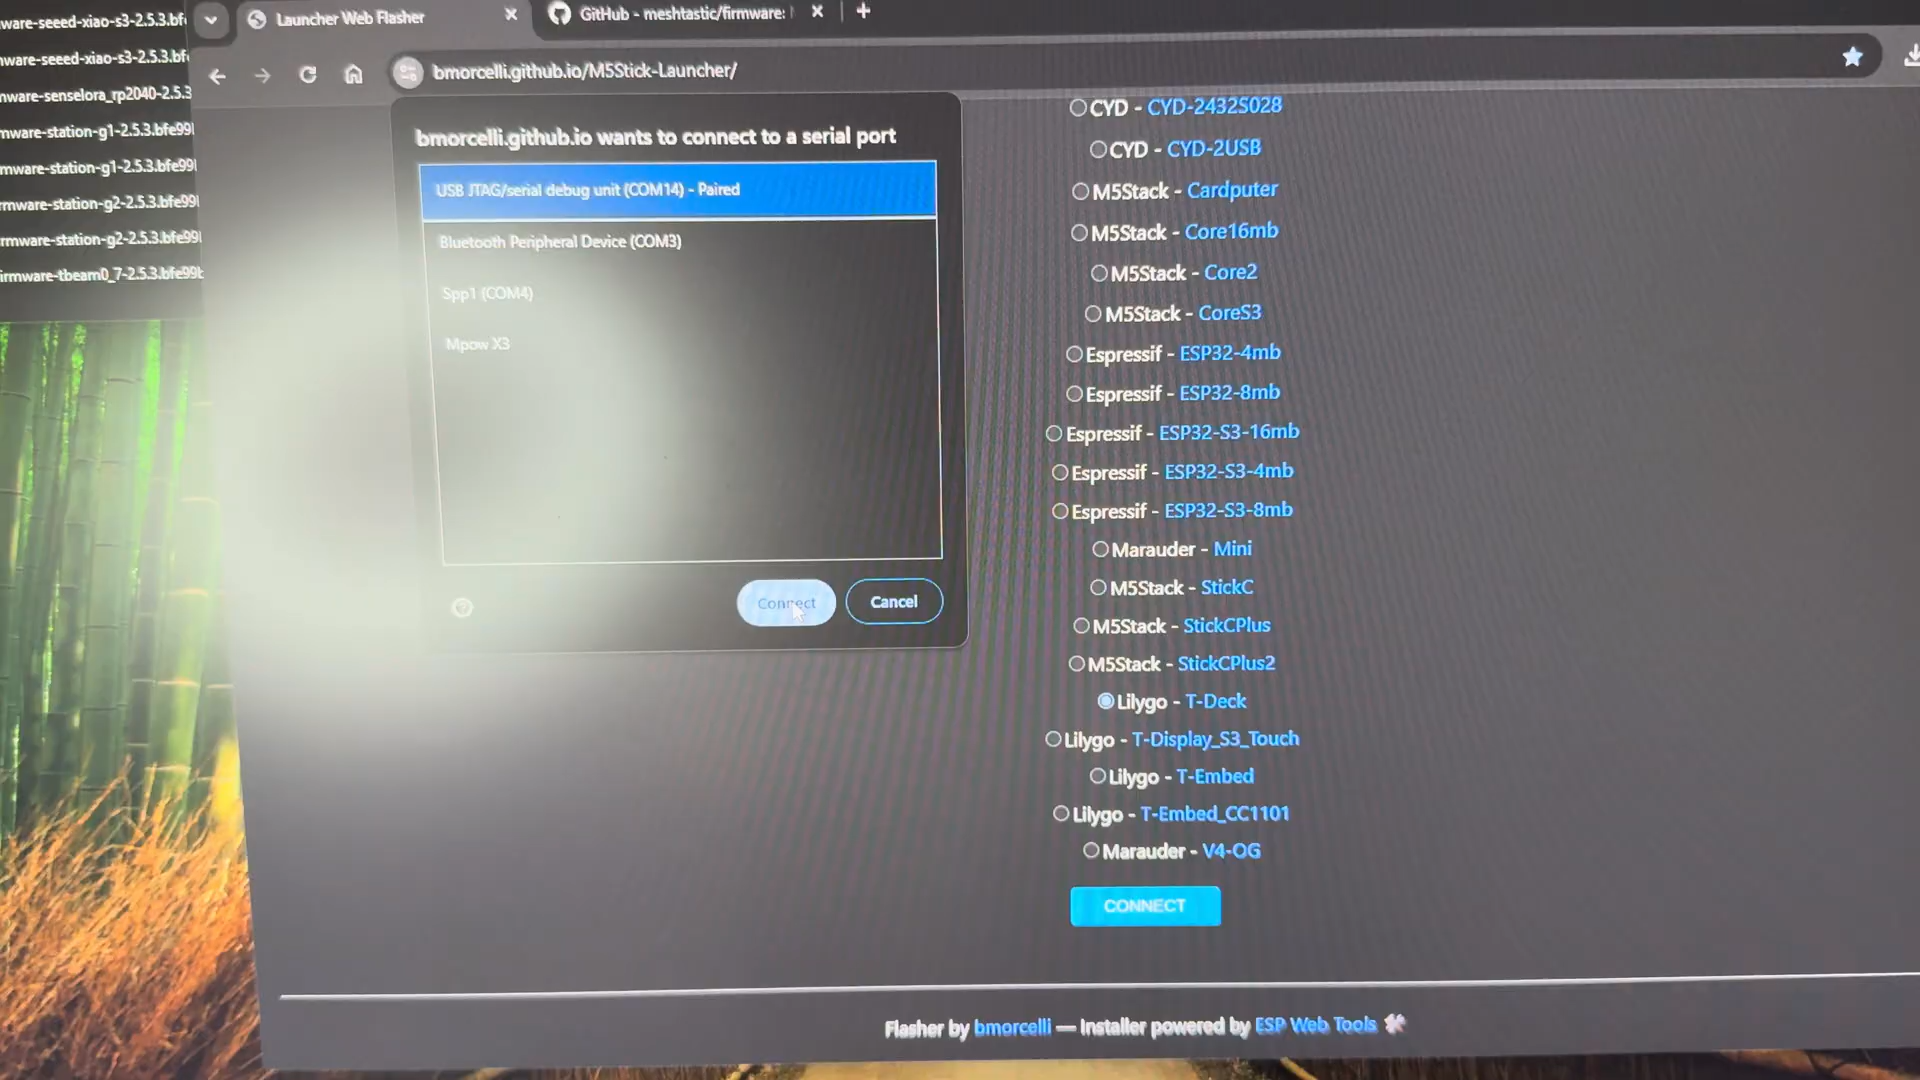 ware-seeed-xiao-s3-2.5.3.bf
mware-seeed-xiao-s3-2.5.3.bf
mware-senselora_rp2040-2.5.3
mware-station-g1-2.5.3.bfe99
mware-station-g1-2.5.3.bfe99
mware-station-g2-2.5.3.bfe99
rmware-station-g2-2.5.3.bfe99
irmware-tbeam0_7-2.5.3.bfe99b
Launcher Web Flasher
GitHub - meshtastic/firmware:
bmorcelli.github.io/M5Stick-Launcher/
bmorcelli.github.io wants to connect to a serial port
USB JTAG/serial debug unit (COM14) - Paired
Bluetooth Peripheral Device (COM3)
Spp1 (COM4)
Mpow X3
Connect
Cancel
CYD - CYD-2432S028
CYD - CYD-2USB
M5Stack - Cardputer
M5Stack - Core16mb
M5Stack - Core2
M5Stack - CoreS3
Espressif - ESP32-4mb
Espressif - ESP32-8mb
Espressif - ESP32-S3-16mb
Espressif - ESP32-S3-4mb
Espressif - ESP32-S3-8mb
Marauder - Mini
M5Stack - StickC
M5Stack - StickCPlus
M5Stack - StickCPlus2
Lilygo - T-Deck
Lilygo - T-Display_S3_Touch
Lilygo - T-Embed
Lilygo - T-Embed_CC1101
Marauder - V4-OG
CONNECT
Flasher by bmorcelli — Installer powered by ESP Web Tools